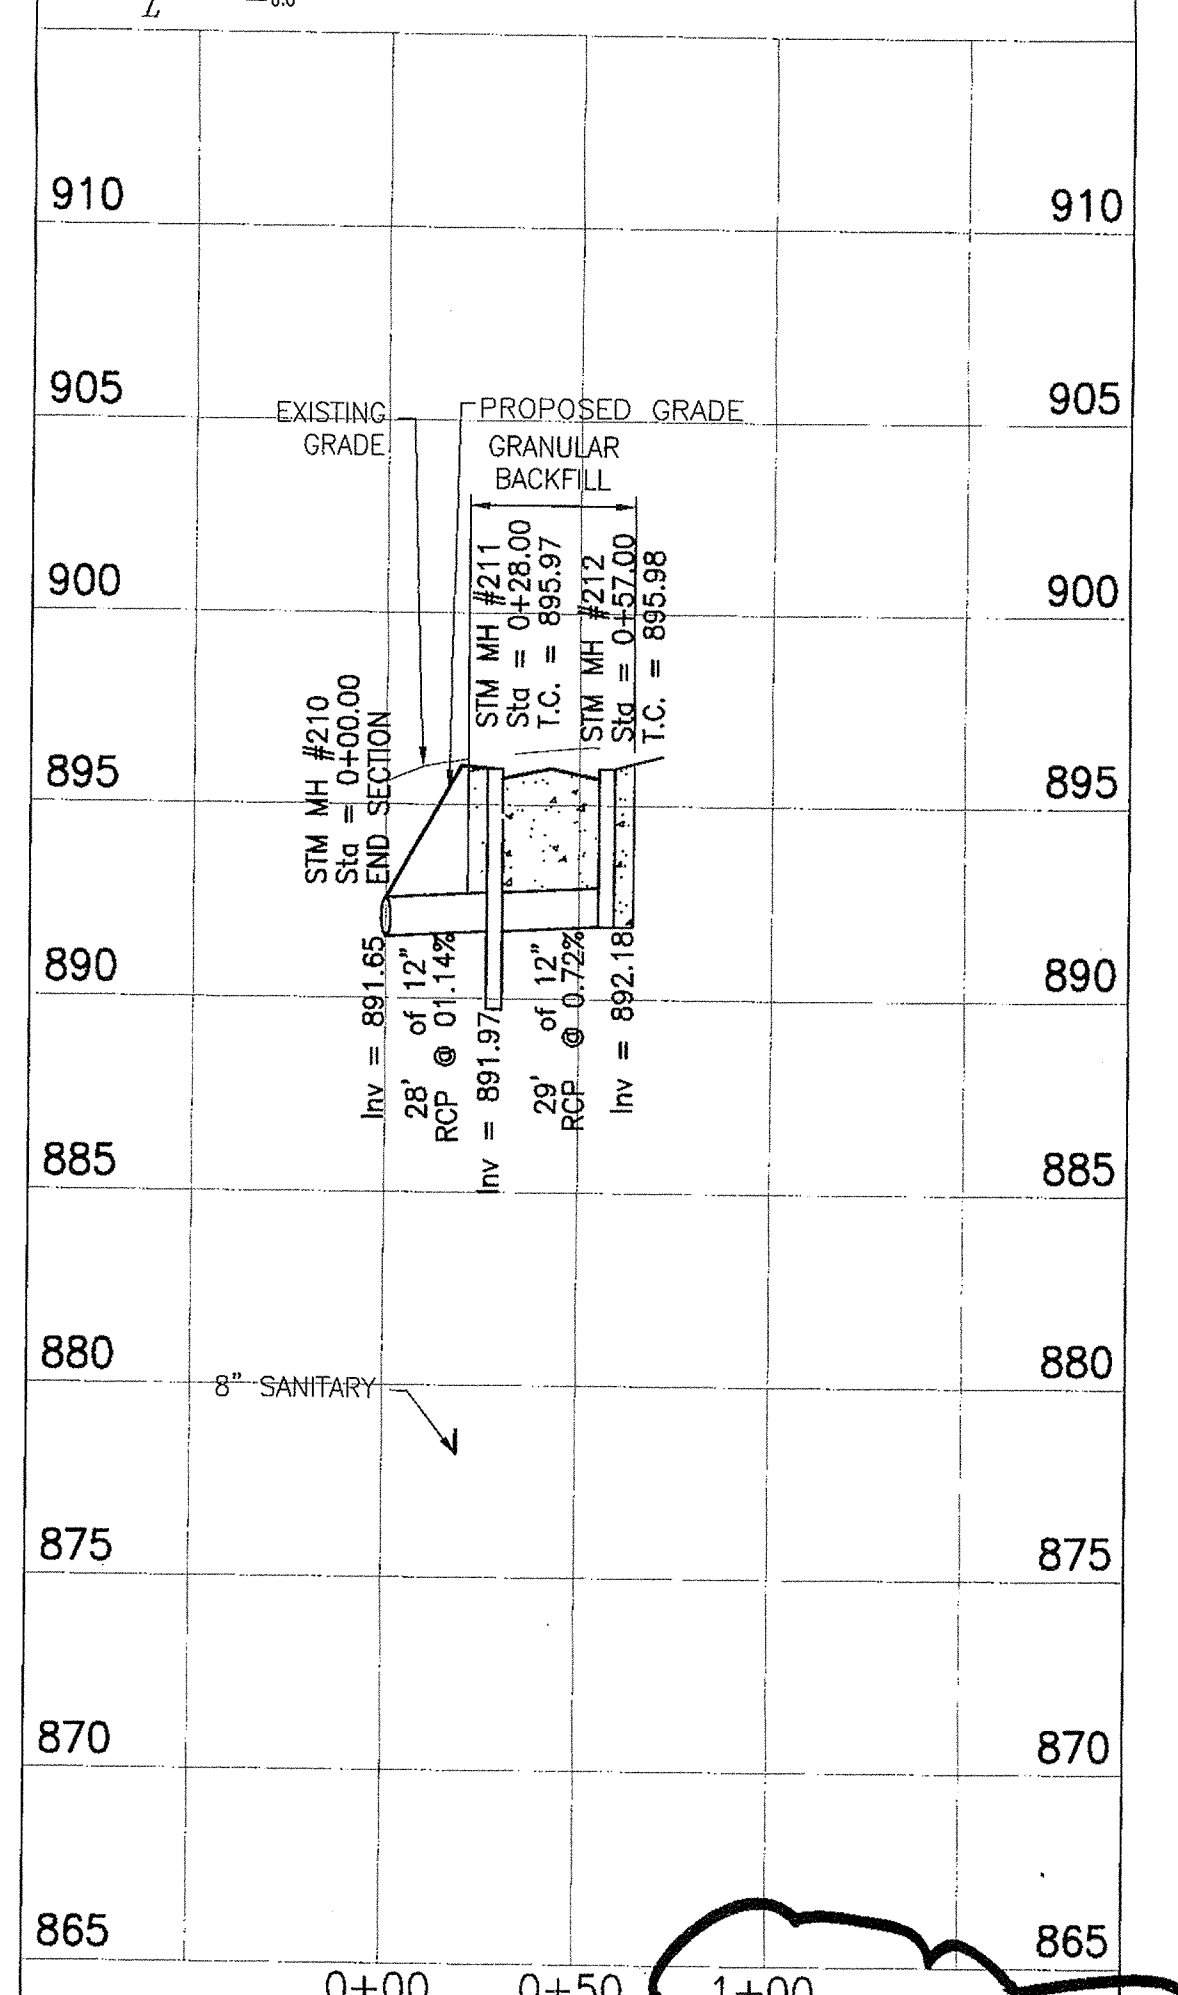 910 910
905 905
EXISTING
GRADE
PROPOSED GRADE
GRANULAR
BACKFILL
900 900
STM MH #210
Sta = 0+00.00
END SECTION
STM MH #211
Sta = 0+28.00
T.C. = 895.97
STM MH #212
Sta = 0+57.00
T.C. = 895.98
895 895
890 890
Inv = 891.65
28' of 12"
RCP @ 01.14%
Inv = 891.97
29' of 12"
RCP @ 0.72%
Inv = 892.18
885 885
880 880
8" SANITARY
875 875
870 870
865 865
0+00 0+50 1+00